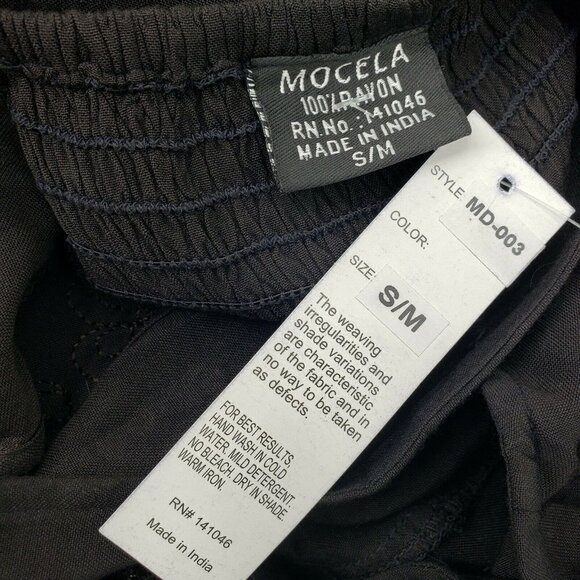 MOCELA
100% RAYON
RN No.: 141046
MADE IN INDIA
S/M
STYLE MD-003
COLOR:
SIZE: S/M
The weaving
irregularities and
shade variations
are characteristic
of the fabric and in
no way to be taken
as defects.
FOR BEST RESULTS,
HAND WASH IN COLD
WATER. MILD DETERGENT.
NO BLEACH, DRY IN SHADE.
WARM IRON.
RN# 141046
Made in India